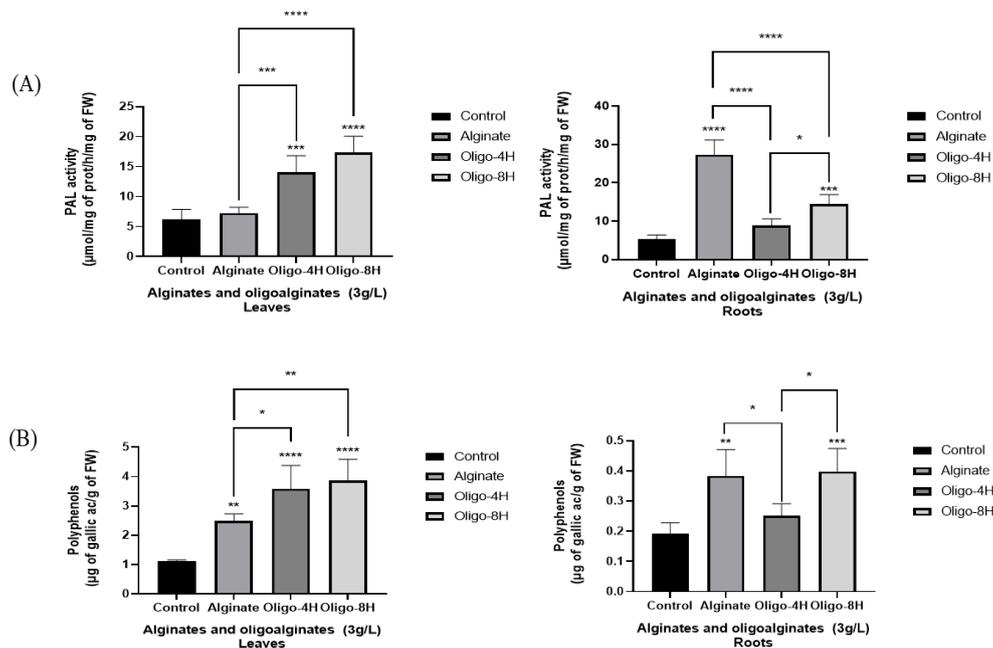 (A)
****
***
PAL activity
(µmol/mg of prot/h/mg of FW)
25
20
15
10
5
0
***
****
Control
Alginate
Oligo-4H
Oligo-8H
Control Alginate Oligo-4H Oligo-8H
Alginates and oligoalginates (3g/L)
Leaves
****
****
*
PAL activity
(µmol/mg of prot/h/mg of FW)
40
30
20
10
0
****
***
Control
Alginate
Oligo-4H
Oligo-8H
Control Alginate Oligo-4H Oligo-8H
Alginates and oligoalginates (3g/L)
Roots
(B)
**
*
Polyphenols
(µg of gallic ac/g of FW)
5
4
3
2
1
0
**
****
****
Control
Alginate
Oligo-4H
Oligo-8H
Control Alginate Oligo-4H Oligo-8H
Alginates and oligoalginates (3g/L)
Leaves
*
*
Polyphenols
(µg of gallic ac/g of FW)
0.5
0.4
0.3
0.2
0.1
0.0
**
***
Control
Alginate
Oligo-4H
Oligo-8H
Control Alginate Oligo-4H Oligo-8H
Alginates and oligoalginates (3g/L)
Roots